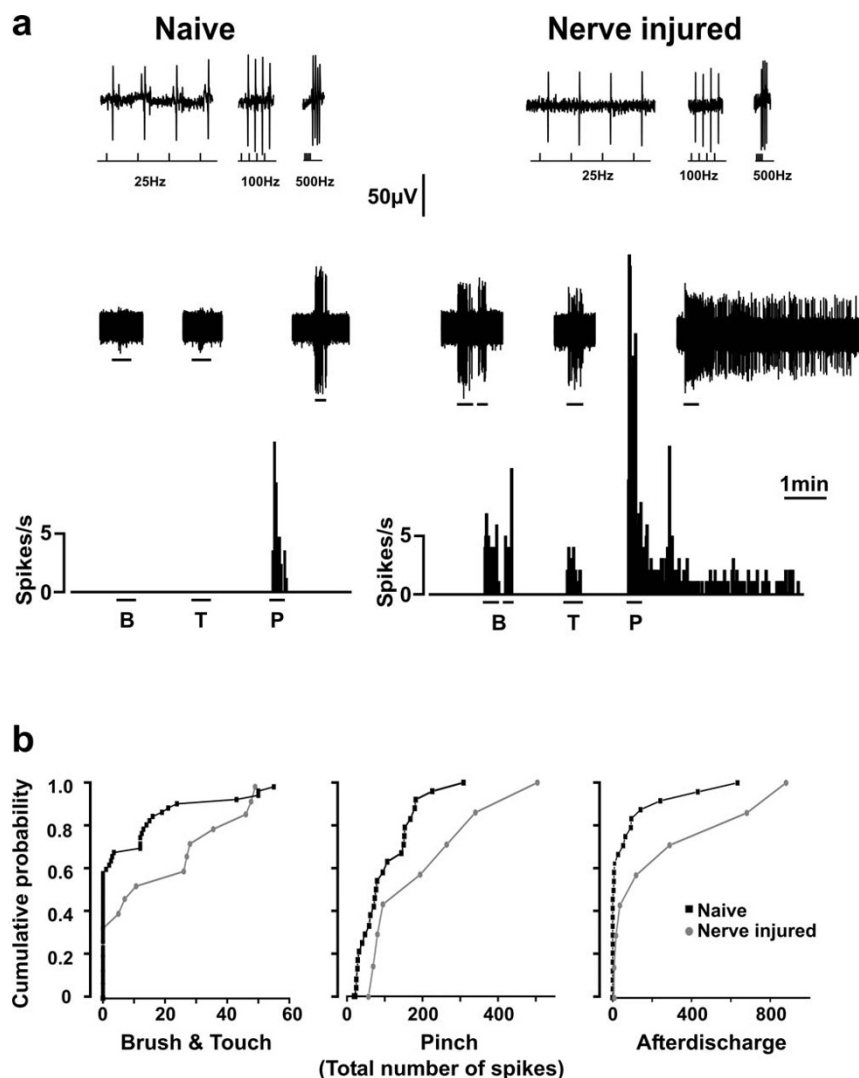 a
Naive
Nerve injured
25Hz
100Hz
500Hz
50µV
25Hz
100Hz
500Hz
Spikes/s
5
0
B
T
P
Spikes/s
5
0
B
T
P
1min
b
Cumulative probability
1.0
0.8
0.6
0.4
0.2
0
0
20
40
60
Brush & Touch
0
200
400
Pinch
(Total number of spikes)
0
400
800
Afterdischarge
Naive
Nerve injured